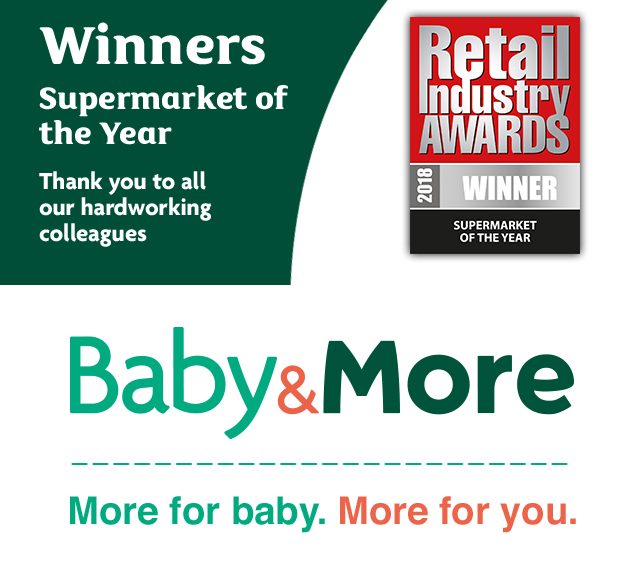 Winners
Supermarket of
the Year
Thank you to all
our hardworking
colleagues
Retail
Industry
AWARDS
2018
WINNER
SUPERMARKET
OF THE YEAR
Baby&More
More for baby. More for you.